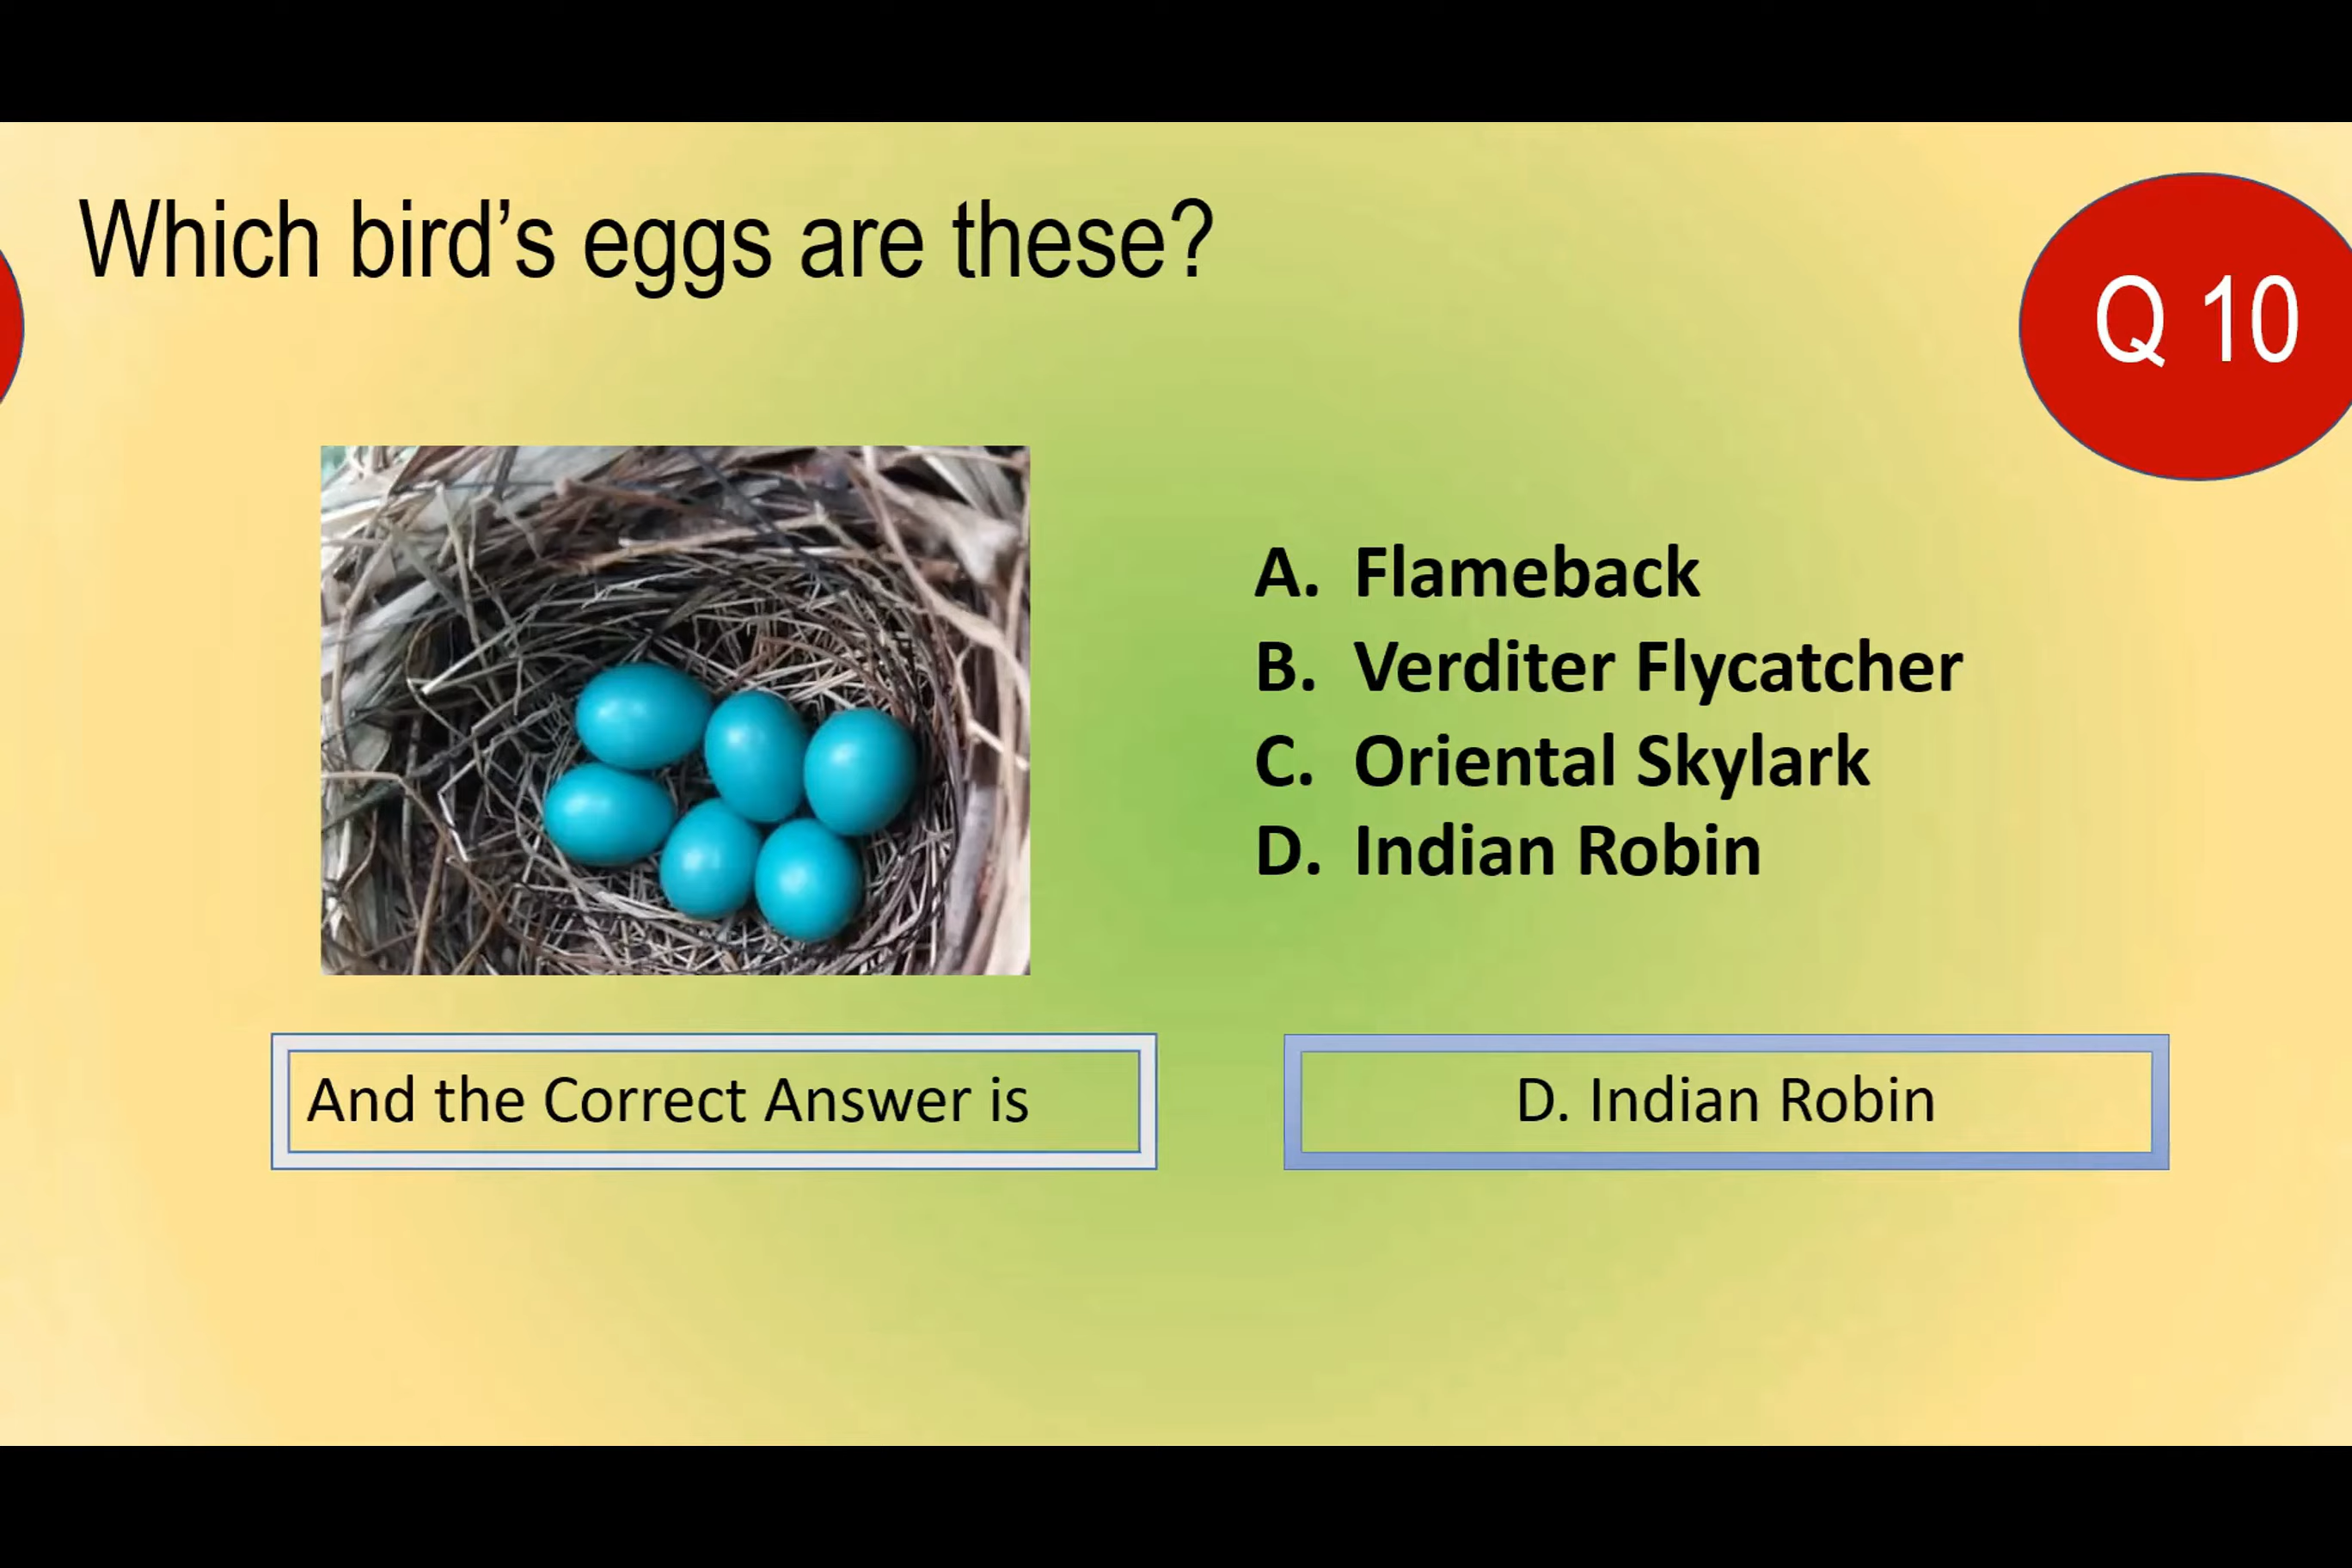 Which bird’s eggs are these?
Q 10
A. Flameback
B. Verditer Flycatcher
C. Oriental Skylark
D. Indian Robin
And the Correct Answer is
D. Indian Robin